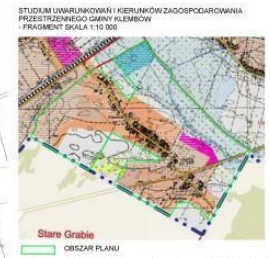 STUDIUM UWARUNKOWAŃ I KIERUNKÓW ZAGOSPODAROWANIA
PRZESTRZENNEGO GMINY KLEMBÓW
- FRAGMENT SKALA 1:10 000
Stare Grabie
OBSZAR PLANU